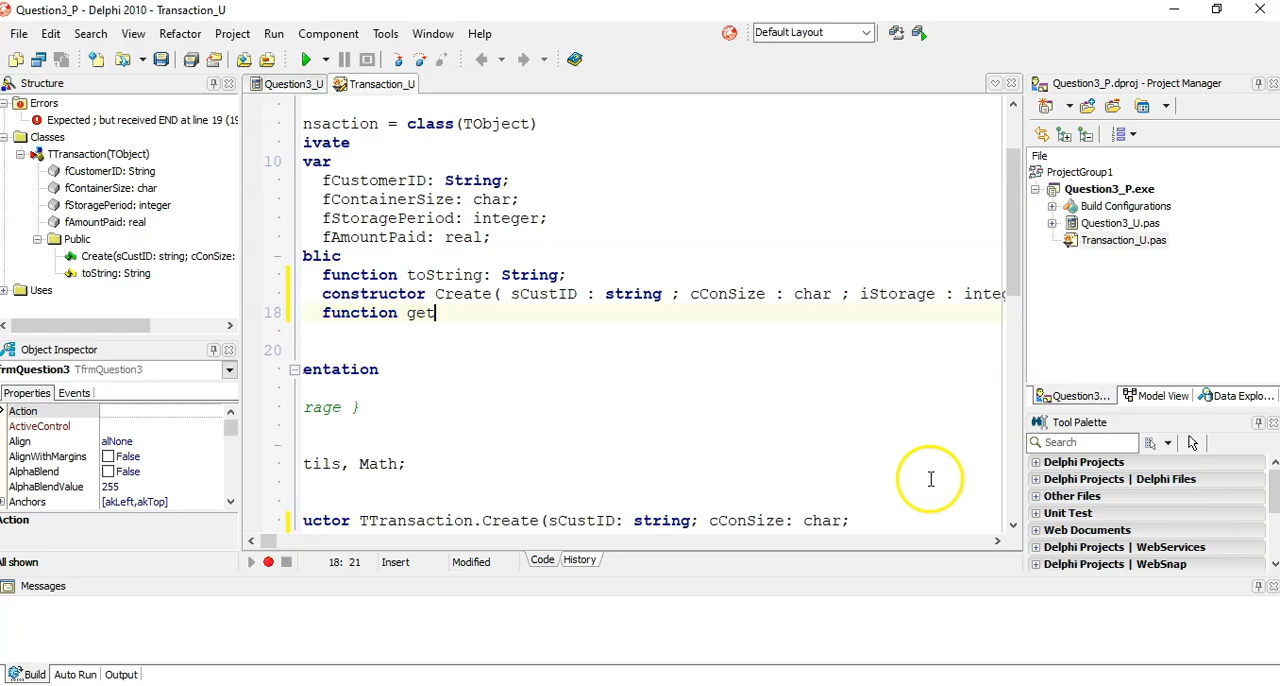 Question3_P - Delphi 2010 - Transaction_U
File Edit Search View Refactor Project Run Component Tools Window Help
Default Layout
Structure
Errors
Expected ; but received END at line 19 (19
Classes
TTransaction(TObject)
fCustomerID: String
fContainerSize: char
fStoragePeriod: integer
fAmountPaid: real
Public
Create(sCustID: string; cConSize:
toString: String
Uses
Object Inspector
frmQuestion3 TfrmQuestion3
Properties Events
Action
ActiveControl
Align alNone
AlignWithMargins False
AlphaBlend False
AlphaBlendValue 255
Anchors [akLeft,akTop]
Action
All shown
Question3_U Transaction_U
nsaction = class(TObject)
ivate
10 var
fCustomerID: String;
fContainerSize: char;
fStoragePeriod: integer;
fAmountPaid: real;
blic
function toString: String;
constructor Create( sCustID : string ; cConSize : char ; iStorage : integ
18 function get
20
entation
rage }
tils, Math;
uctor TTransaction.Create(sCustID: string; cConSize: char;
18: 21 Insert Modified Code History
Question3_P.dproj - Project Manager
File
ProjectGroup1
Question3_P.exe
Build Configurations
Question3_U.pas
Transaction_U.pas
Question3... Model View Data Explo...
Tool Palette
Search
Delphi Projects
Delphi Projects | Delphi Files
Other Files
Unit Test
Web Documents
Delphi Projects | WebServices
Delphi Projects | WebSnap
Messages
Build Auto Run Output